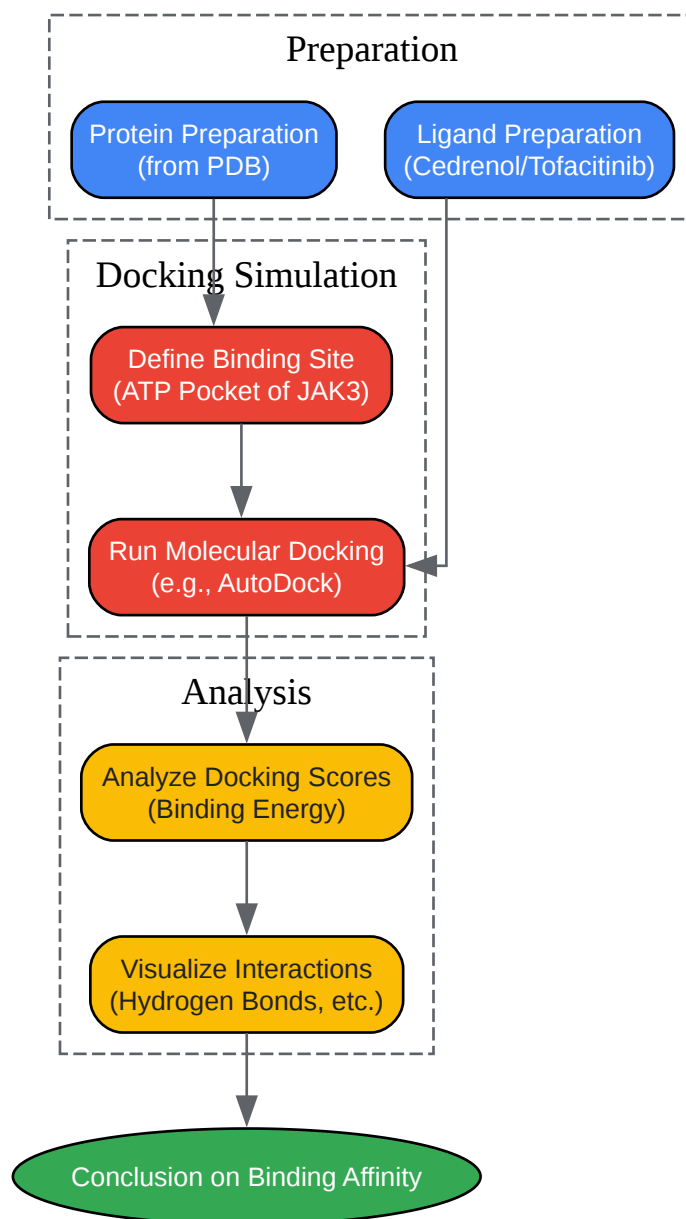 Preparation
Protein Preparation
(from PDB)
Ligand Preparation
(Cedrenol/Tofacitinib)
Docking Simulation
Define Binding Site
(ATP Pocket of JAK3)
Run Molecular Docking
(e.g., AutoDock)
Analysis
Analyze Docking Scores
(Binding Energy)
Visualize Interactions
(Hydrogen Bonds, etc.)
Conclusion on Binding Affinity